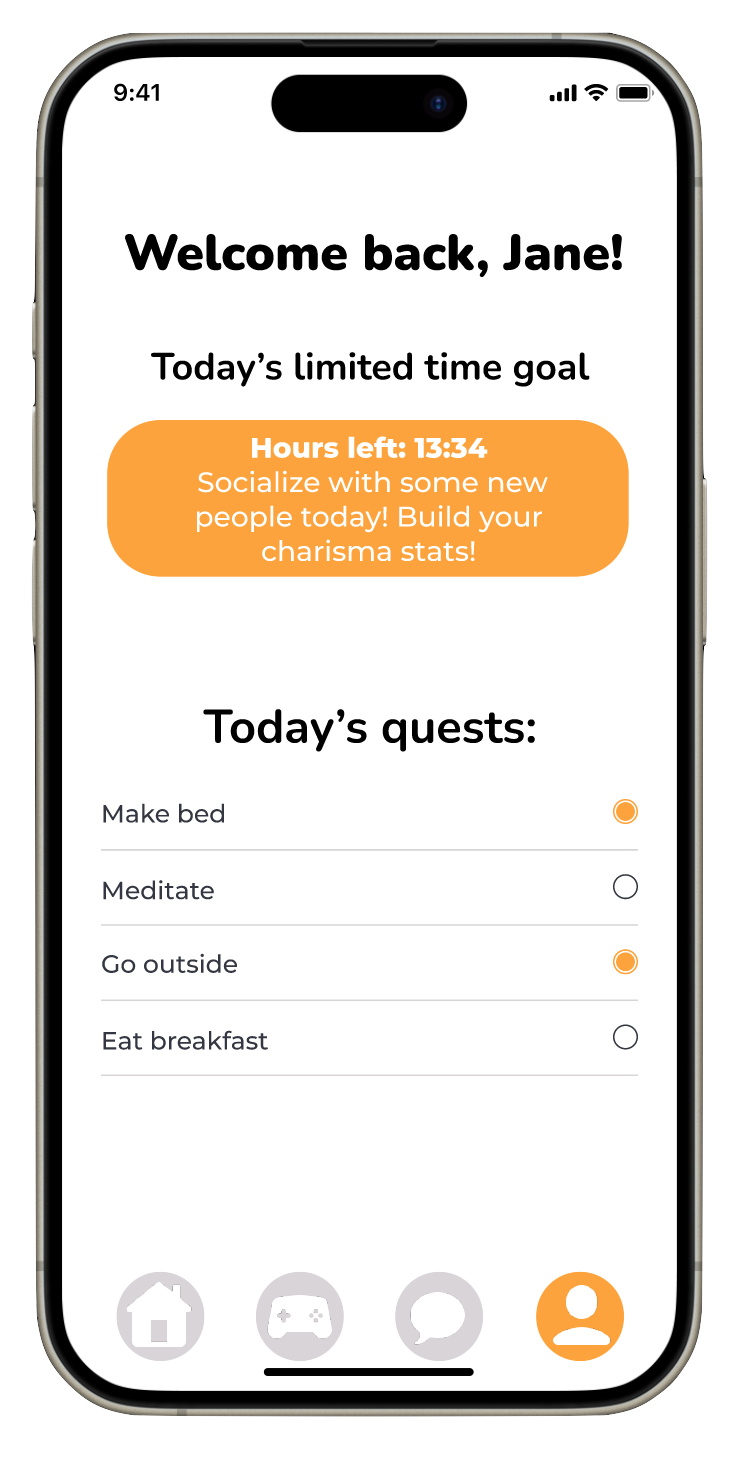 9:41
Welcome back, Jane!
Today’s limited time goal
Hours left: 13:34
Socialize with some new
people today! Build your
charisma stats!
Today’s quests:
Make bed
Meditate
Go outside
Eat breakfast